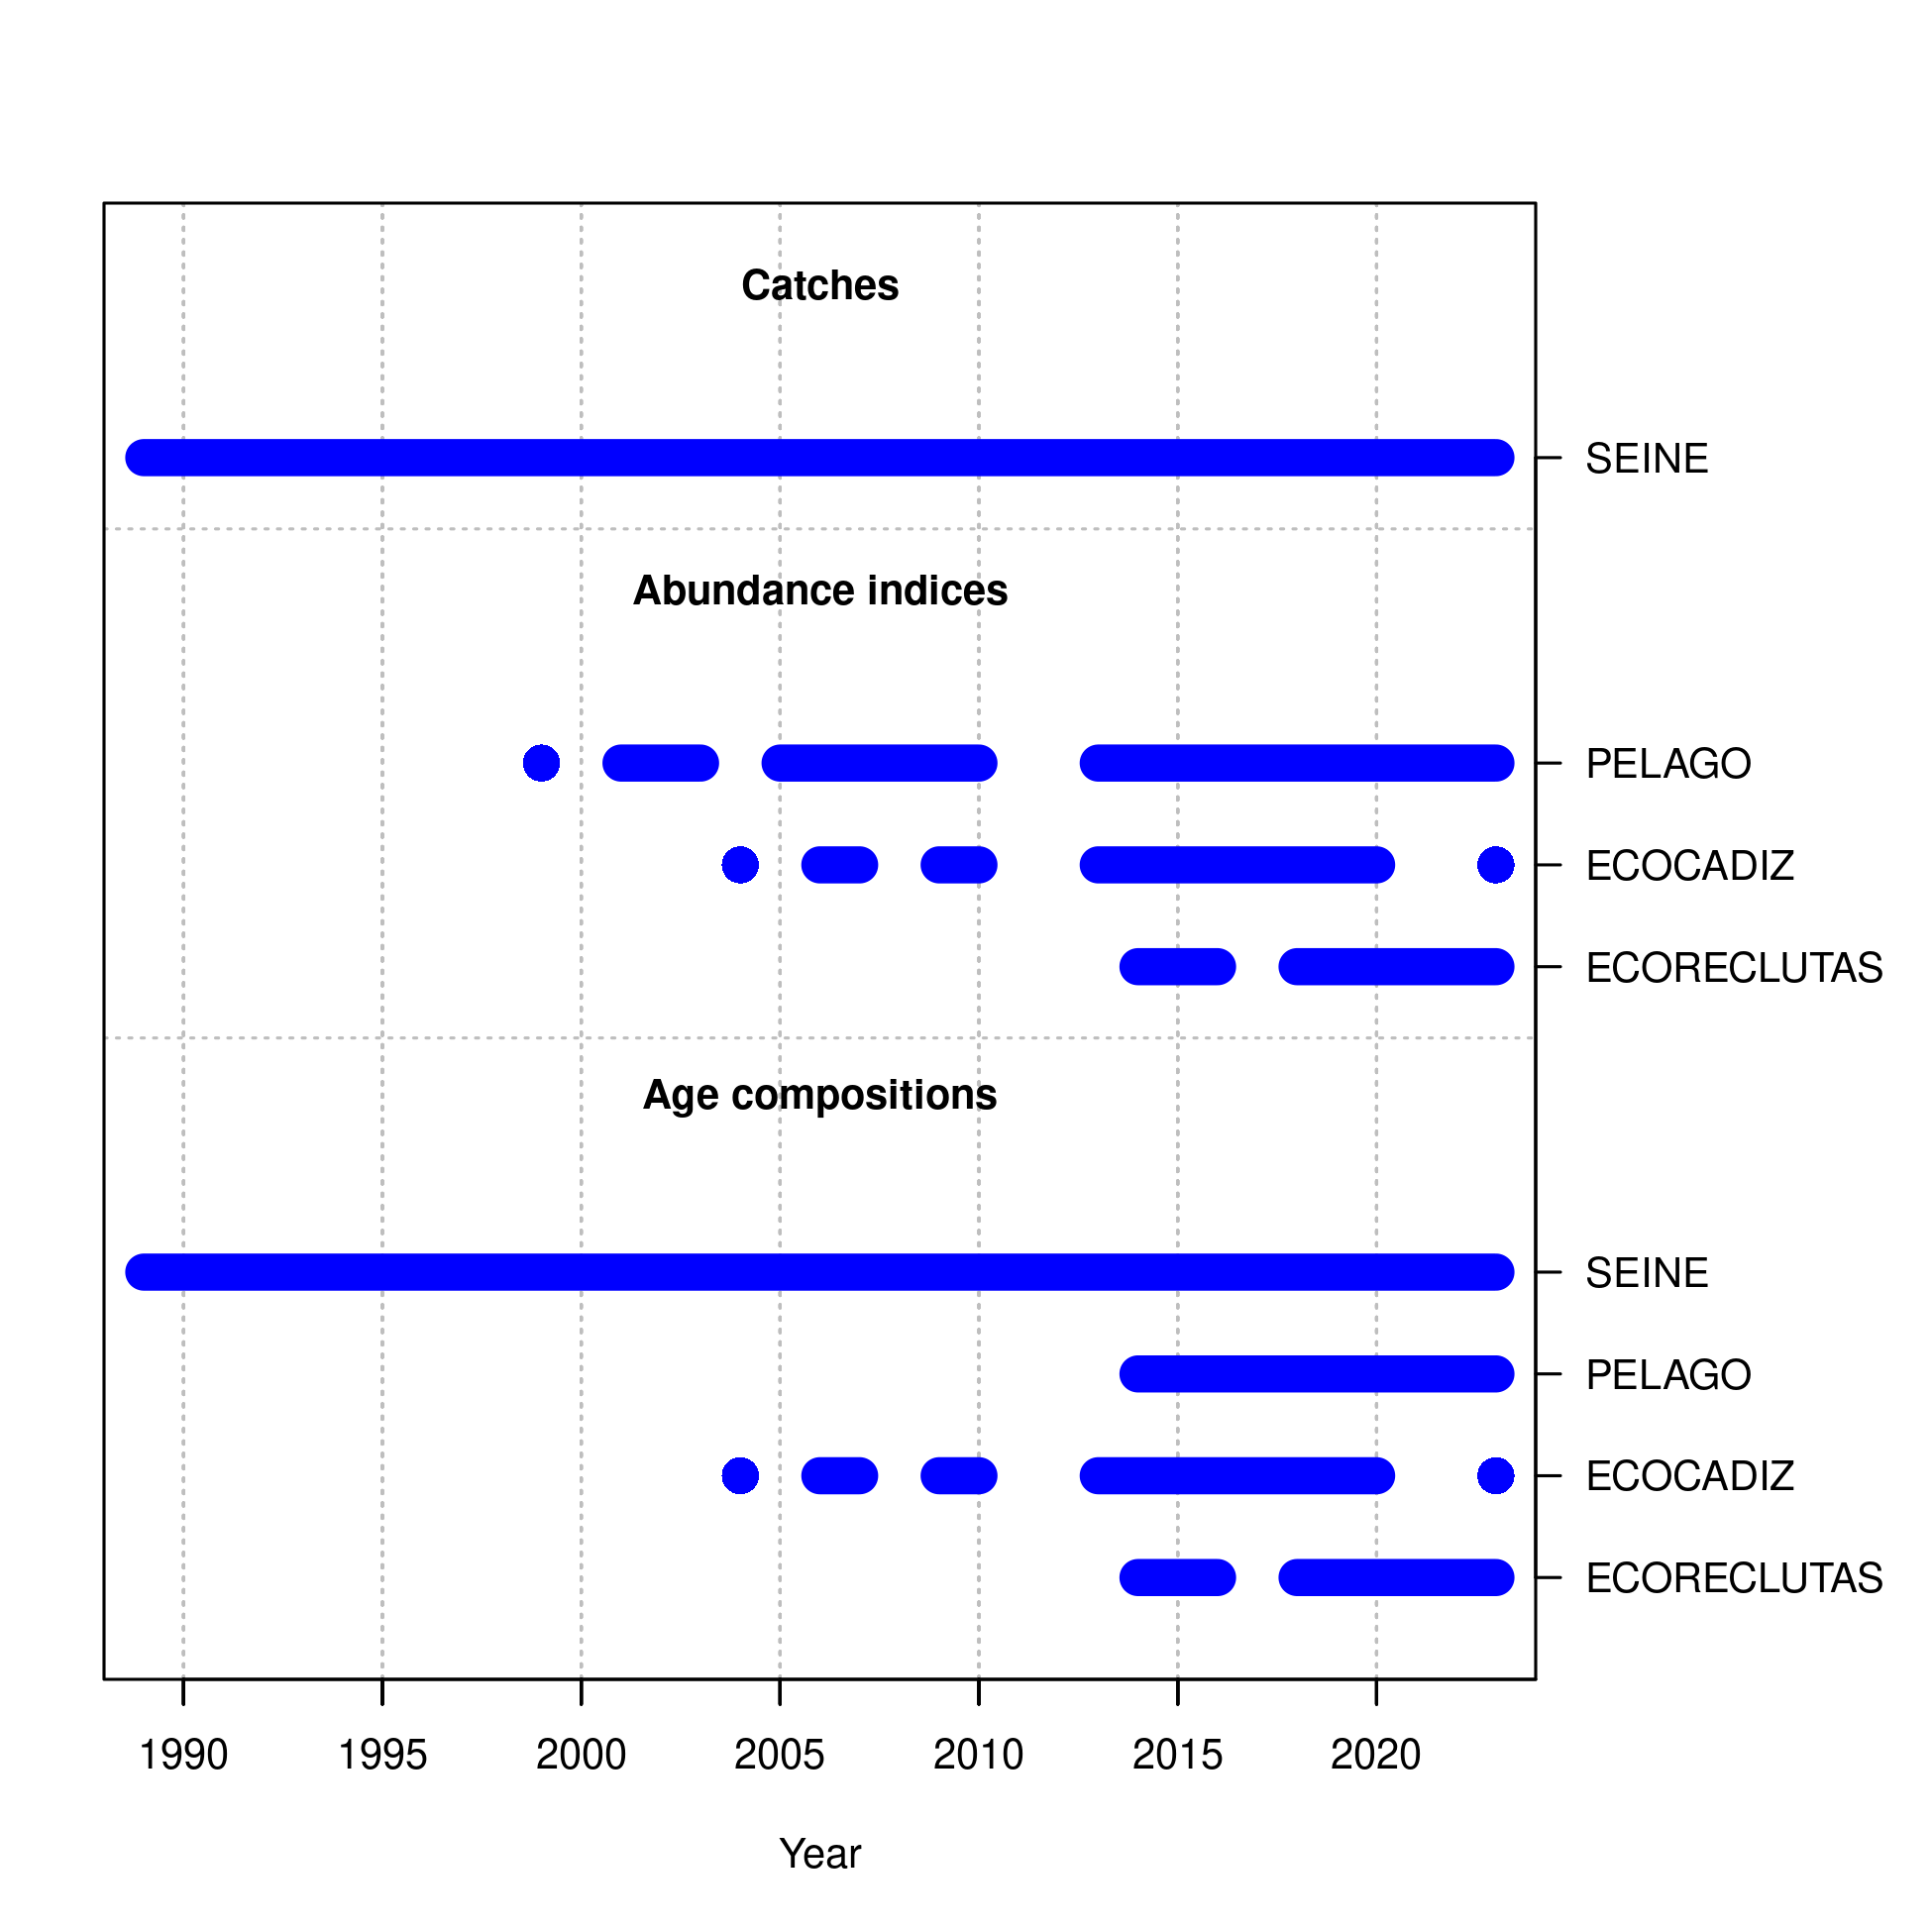 Catches
SEINE
Abundance indices
PELAGO
ECOCADIZ
ECORECLUTAS
Age compositions
SEINE
PELAGO
ECOCADIZ
ECORECLUTAS
1990 1995 2000 2005 2010 2015 2020
Year